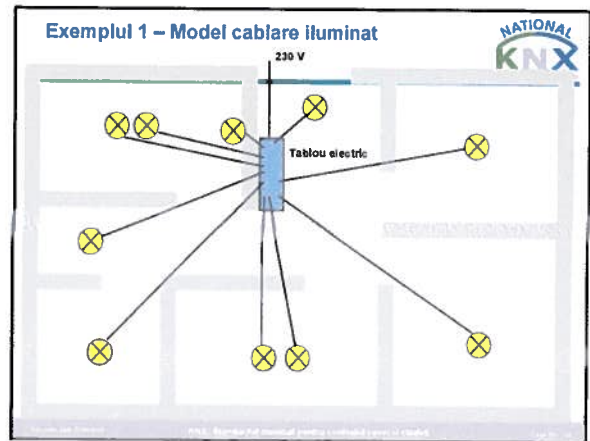 Exemplul 1 – Model cablare iluminat
NATIONAL
KNX
230 V
Tablou electric